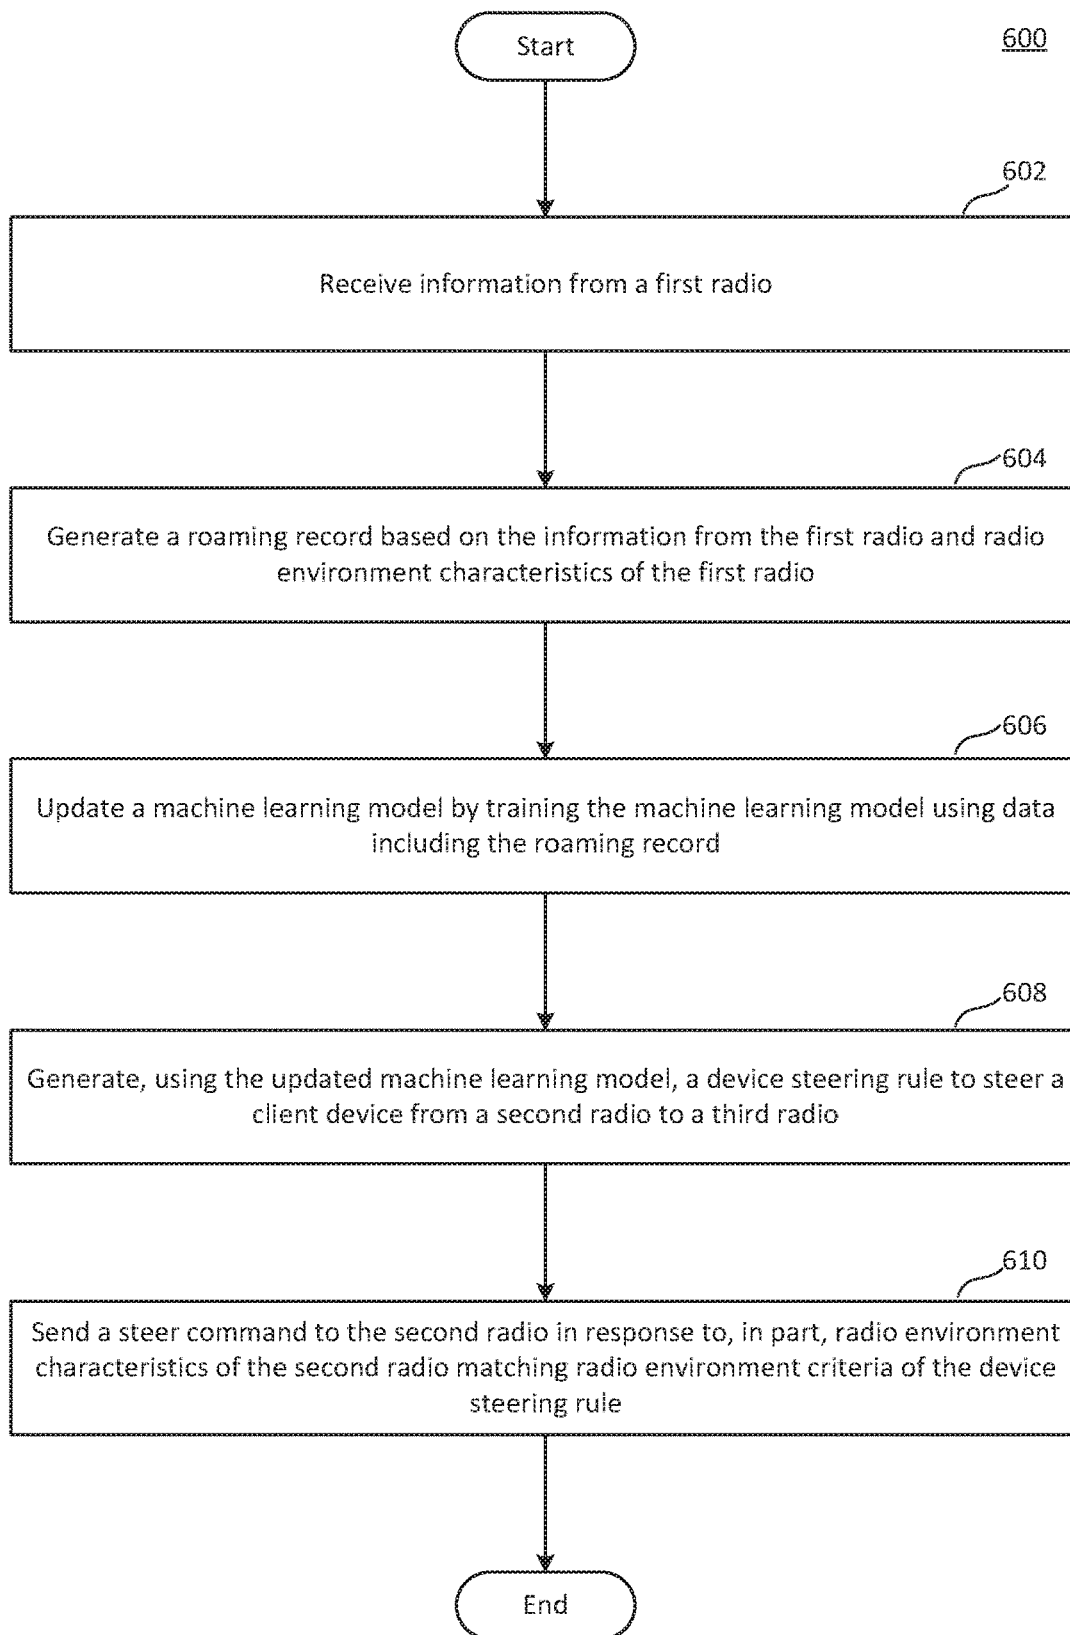 Start
600
602
Receive information from a first radio
604
Generate a roaming record based on the information from the first radio and radio
environment characteristics of the first radio
606
Update a machine learning model by training the machine learning model using data
including the roaming record
608
Generate, using the updated machine learning model, a device steering rule to steer a
client device from a second radio to a third radio
610
Send a steer command to the second radio in response to, in part, radio environment
characteristics of the second radio matching radio environment criteria of the device
steering rule
End